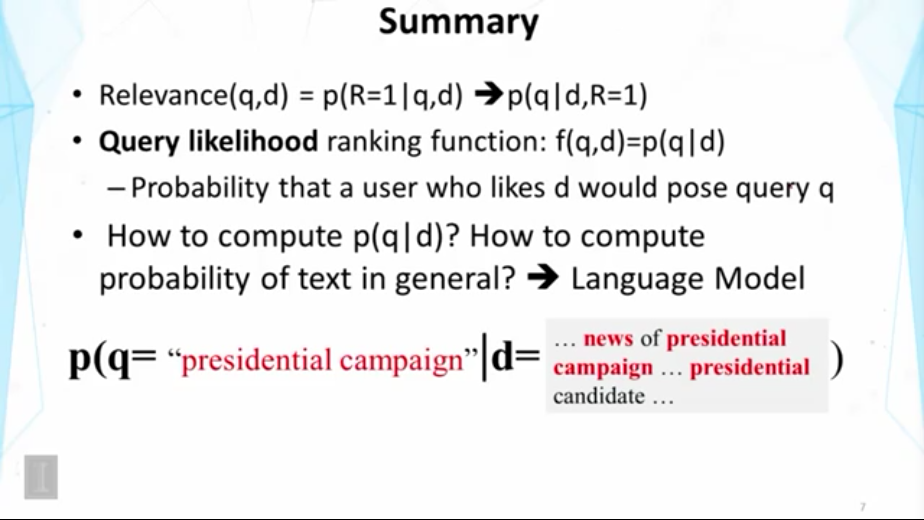 Summary
• Relevance(q,d) = p(R=1|q,d) ➔p(q|d,R=1)
• Query likelihood ranking function: f(q,d)=p(q|d)
– Probability that a user who likes d would pose query q
• How to compute p(q|d)? How to compute
probability of text in general? ➔ Language Model
p(q= “presidential campaign”|d=
… news of presidential
campaign … presidential
candidate …
)
I
7